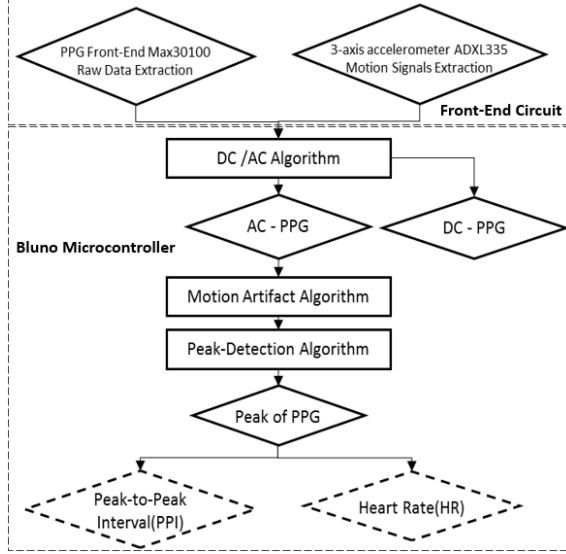 PPG Front-End Max30100
Raw Data Extraction
3-axis accelerometer ADXL335
Motion Signals Extraction
Front-End Circuit
DC /AC Algorithm
AC - PPG
DC - PPG
Bluno Microcontroller
Motion Artifact Algorithm
Peak-Detection Algorithm
Peak of PPG
Peak-to-Peak
Interval(PPI)
Heart Rate(HR)